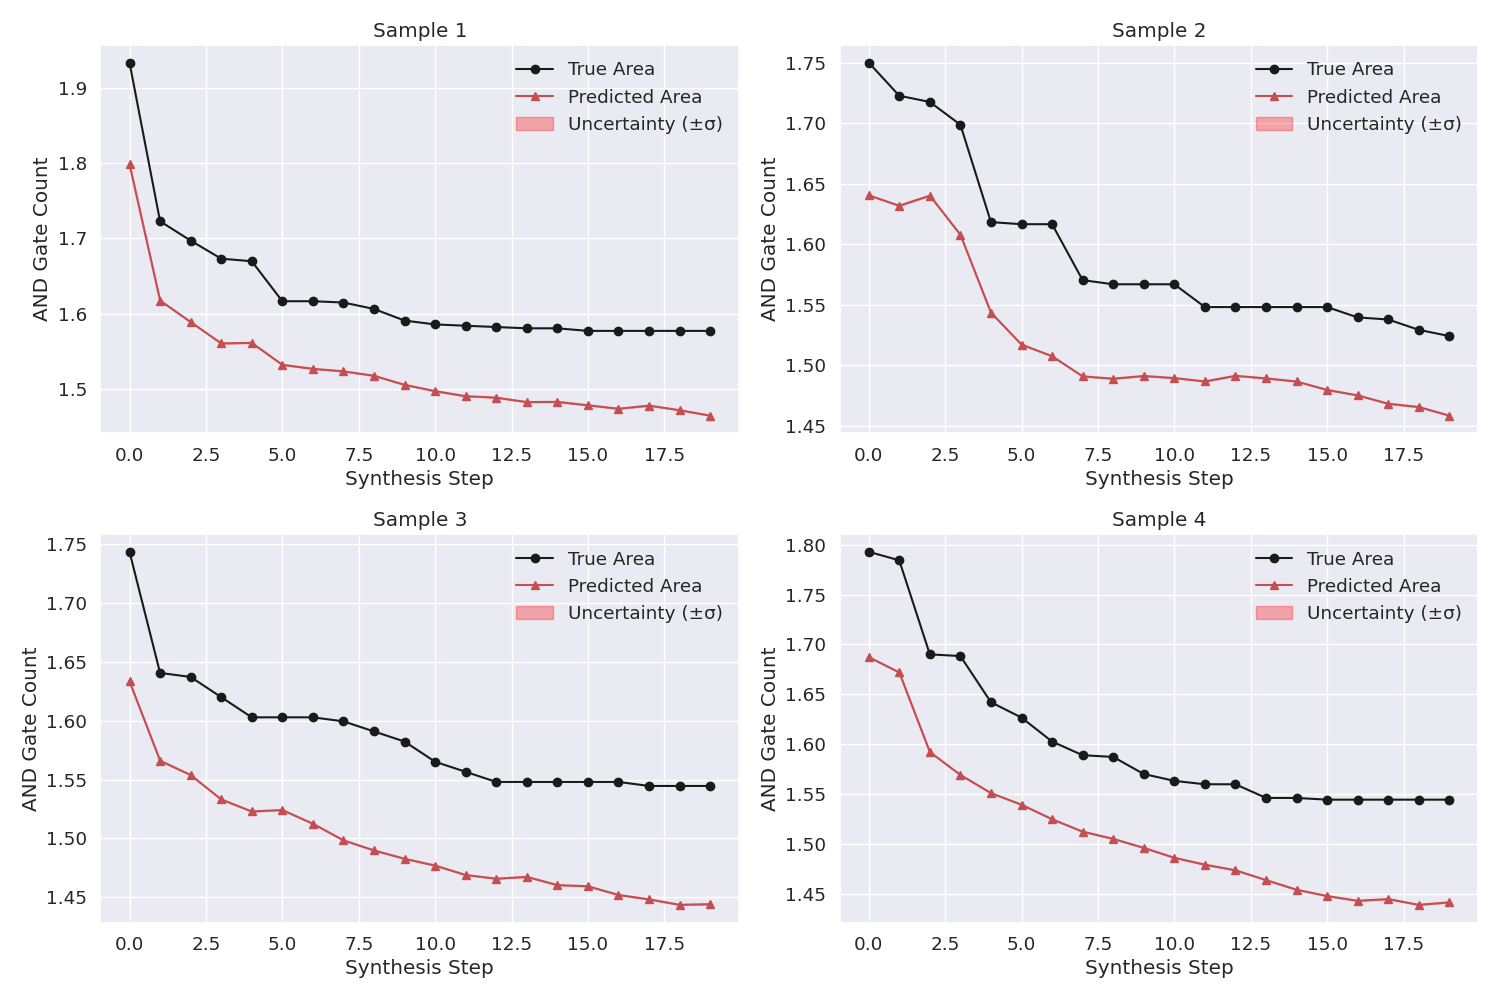 Sample 1
True Area
Predicted Area
Uncertainty (±σ)
AND Gate Count
1.9
1.8
1.7
1.6
1.5
0.0 2.5 5.0 7.5 10.0 12.5 15.0 17.5
Synthesis Step
Sample 2
True Area
Predicted Area
Uncertainty (±σ)
AND Gate Count
1.75
1.70
1.65
1.60
1.55
1.50
1.45
0.0 2.5 5.0 7.5 10.0 12.5 15.0 17.5
Synthesis Step
Sample 3
True Area
Predicted Area
Uncertainty (±σ)
AND Gate Count
1.75
1.70
1.65
1.60
1.55
1.50
1.45
0.0 2.5 5.0 7.5 10.0 12.5 15.0 17.5
Synthesis Step
Sample 4
True Area
Predicted Area
Uncertainty (±σ)
AND Gate Count
1.80
1.75
1.70
1.65
1.60
1.55
1.50
1.45
0.0 2.5 5.0 7.5 10.0 12.5 15.0 17.5
Synthesis Step